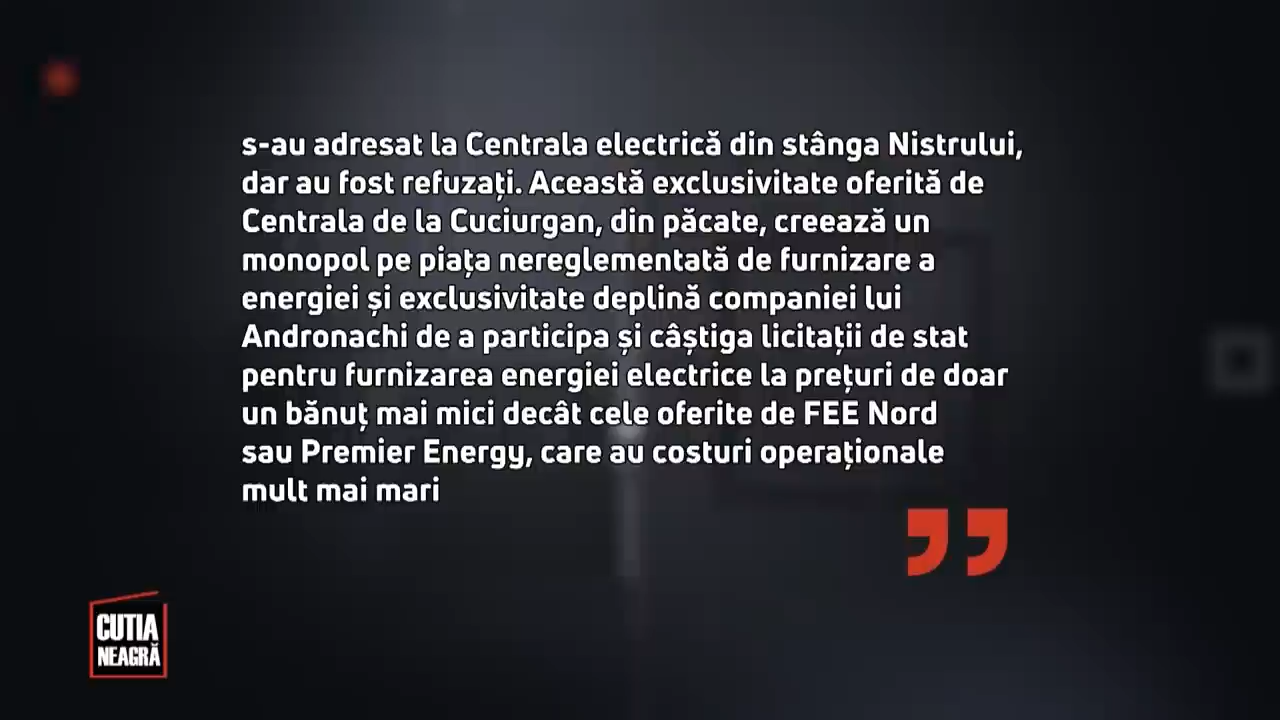 s-au adresat la Centrala electrică din stânga Nistrului,
dar au fost refuzați. Această exclusivitate oferită de
Centrala de la Cuciurgan, din păcate, creează un
monopol pe piața nereglementată de furnizare a
energiei și exclusivitate deplină companiei lui
Andronachi de a participa și câștiga licitații de stat
pentru furnizarea energiei electrice la prețuri de doar
un bănuț mai mici decât cele oferite de FEE Nord
sau Premier Energy, care au costuri operaționale
mult mai mari
”
CUTIA
NEAGRĂ